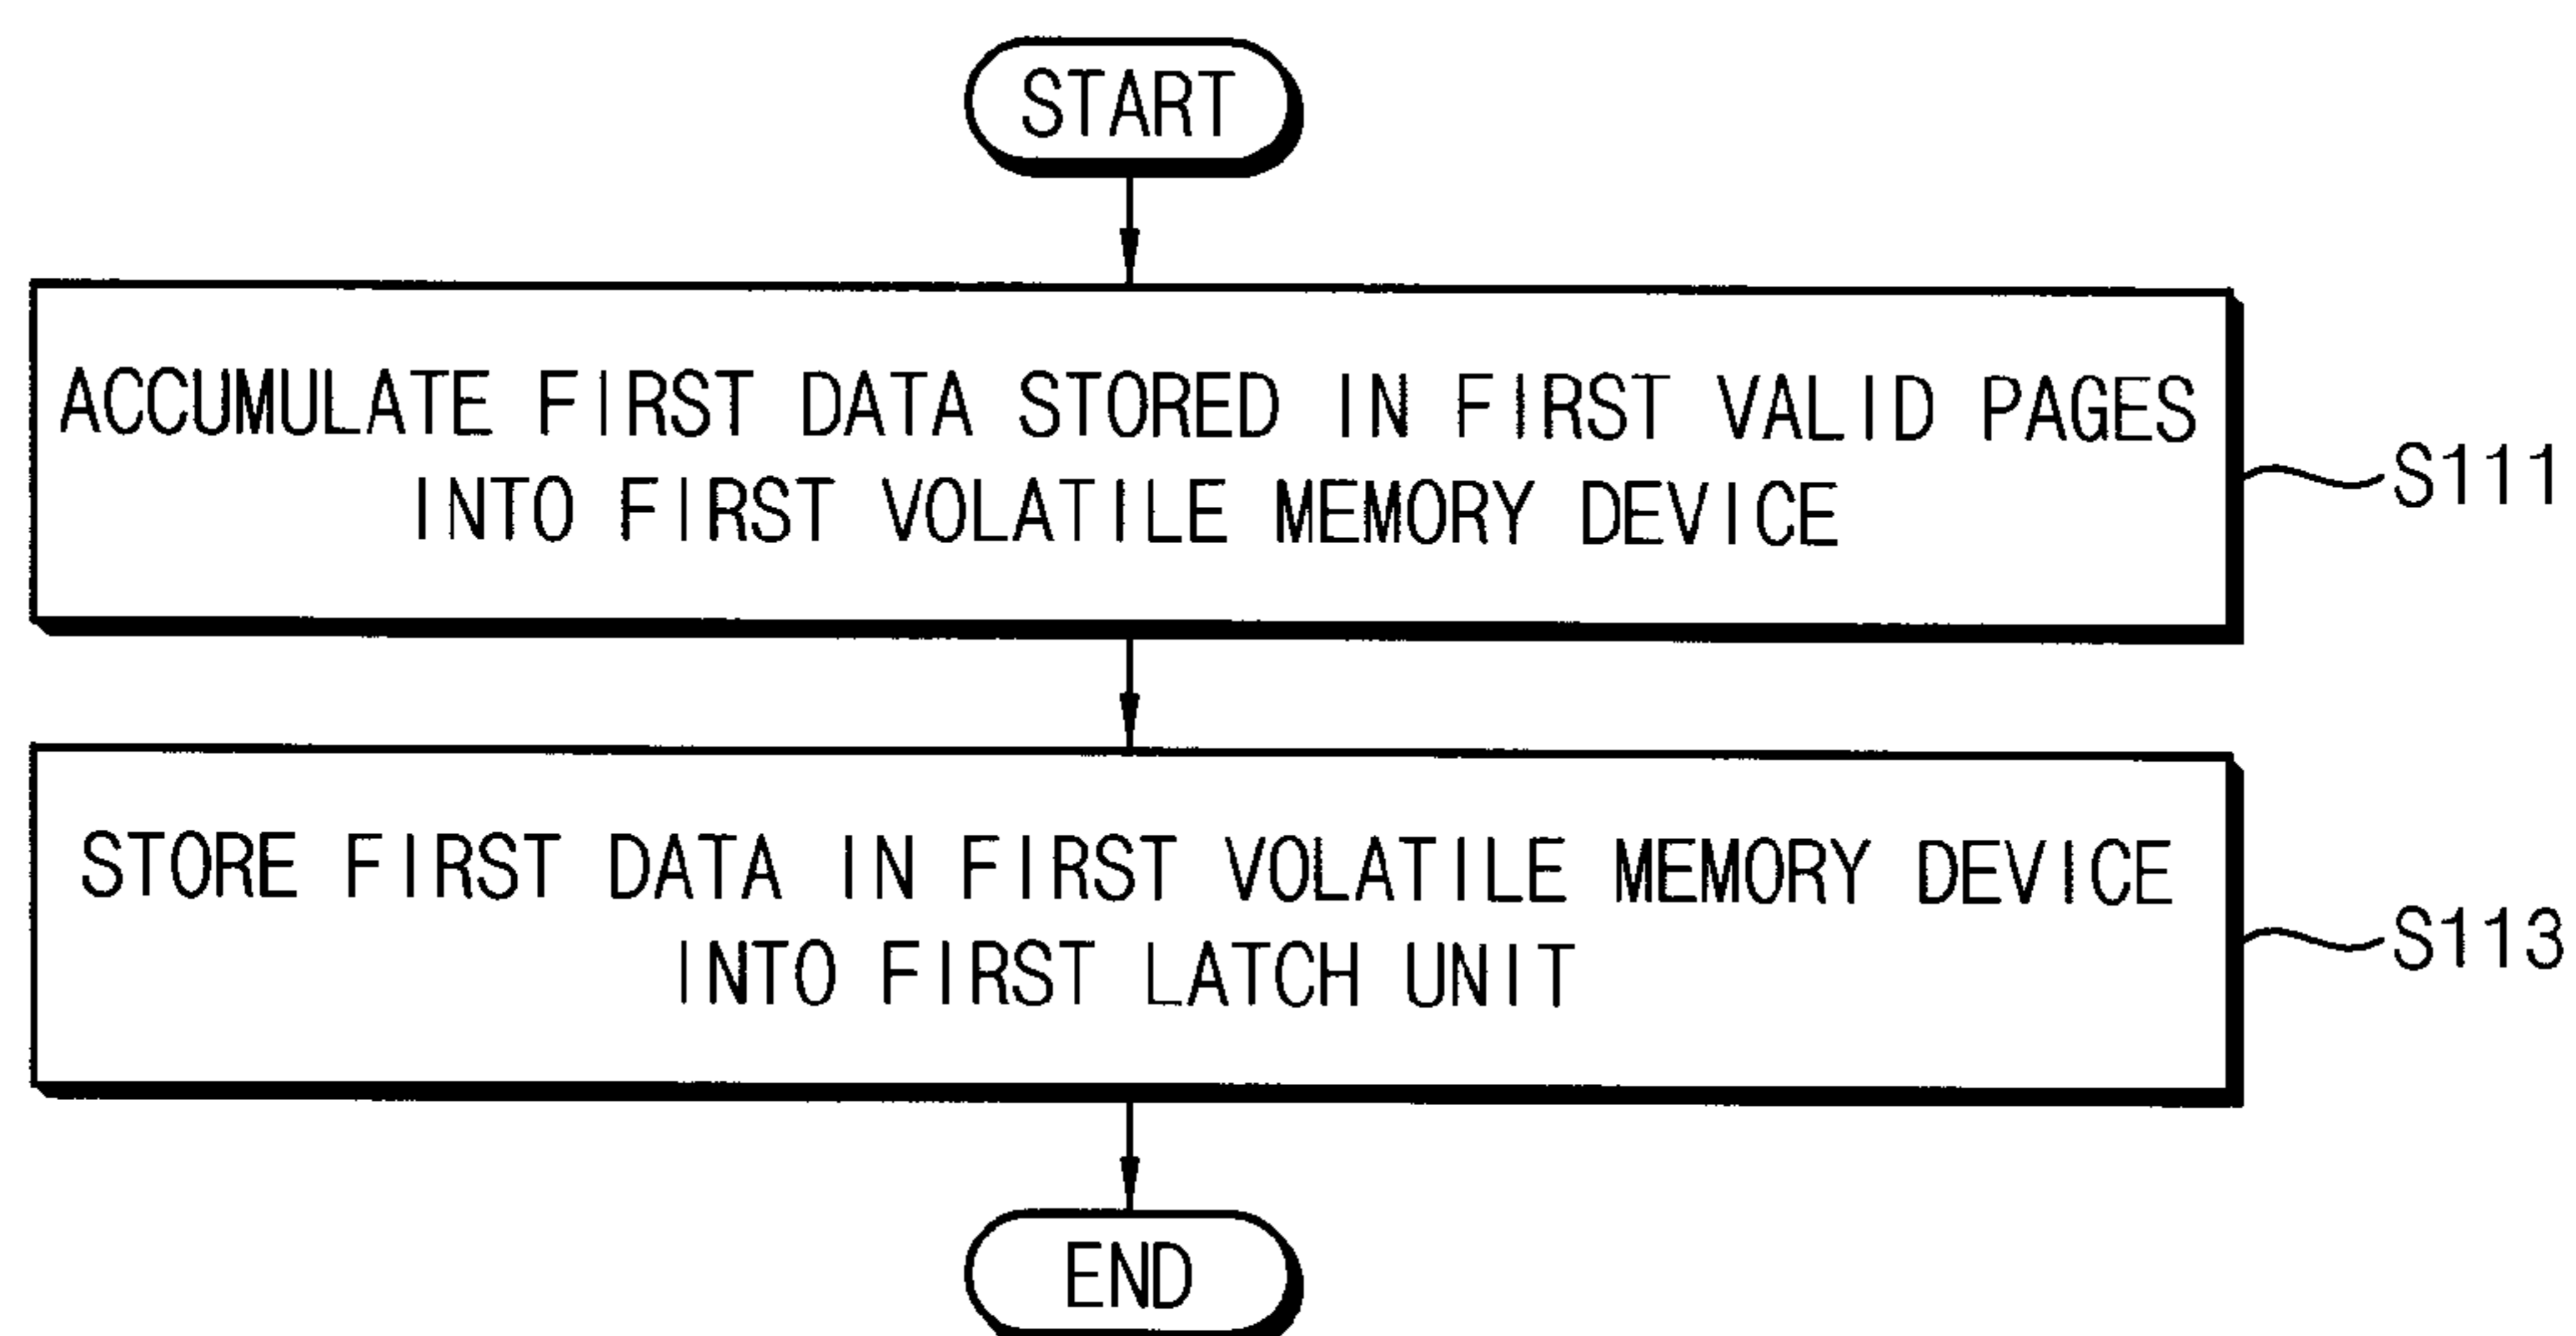 START
ACCUMULATE FIRST DATA STORED IN FIRST VALID PAGES
INTO FIRST VOLATILE MEMORY DEVICE
S111
STORE FIRST DATA IN FIRST VOLATILE MEMORY DEVICE
INTO FIRST LATCH UNIT
S113
END